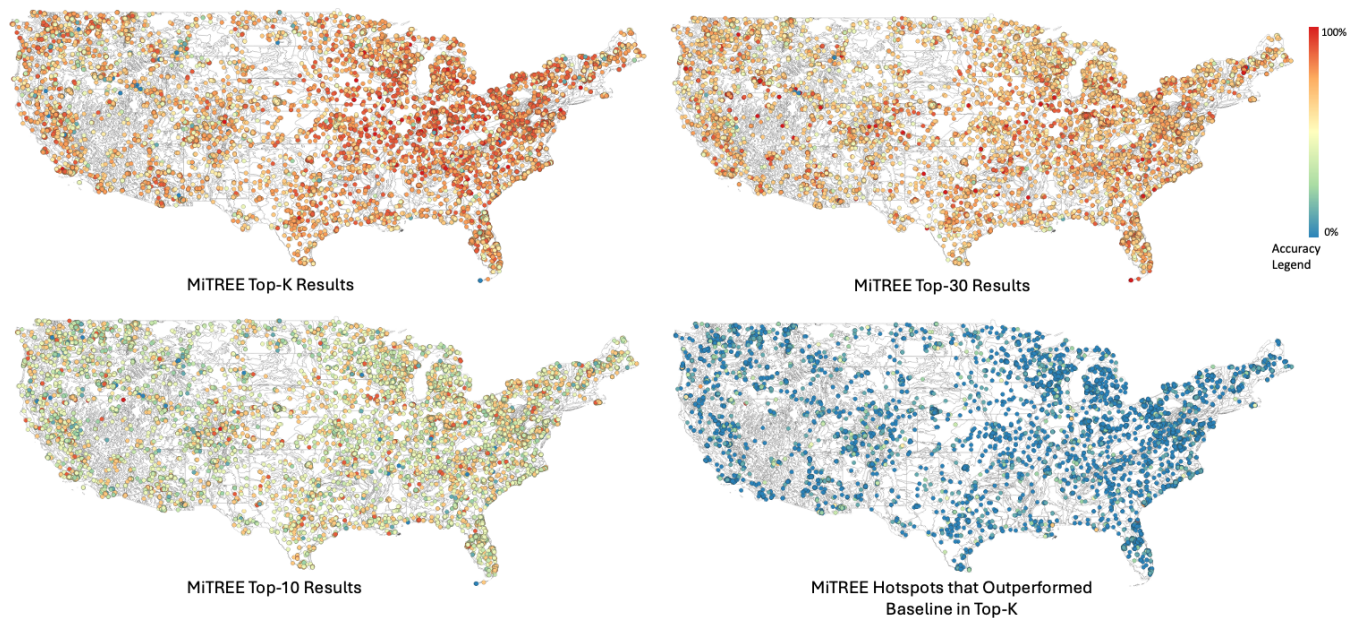 100%
0%
Accuracy
Legend
MiTREE Top-K Results
MiTREE Top-30 Results
MiTREE Top-10 Results
MiTREE Hotspots that Outperformed
Baseline in Top-K